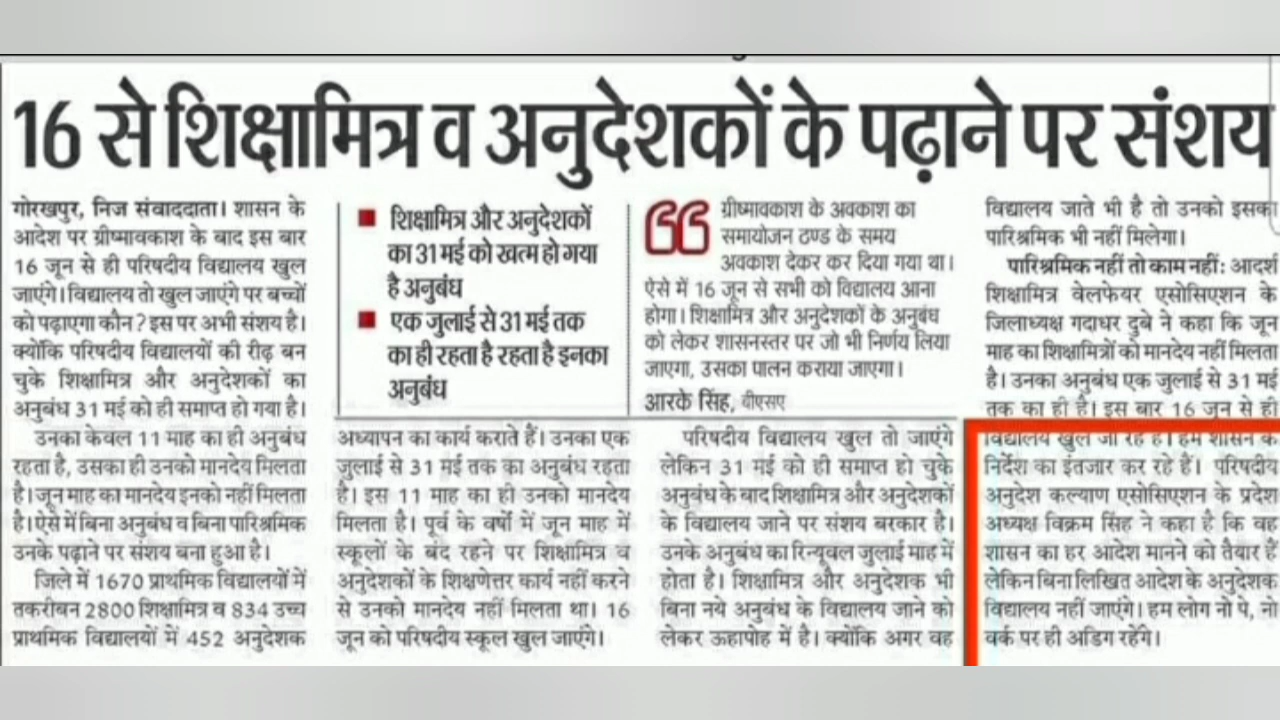 16 से शिक्षामित्र व अनुदेशकों के पढ़ाने पर संशय
गोरखपुर, निज संवाददाता। शासन के
आदेश पर ग्रीष्मावकाश के बाद इस बार
16 जून से ही परिषदीय विद्यालय खुल
जाएंगे। विद्यालय तो खुल जाएंगे पर बच्चों
को पढ़ाएगा कौन? इस पर अभी संशय है।
क्योंकि परिषदीय विद्यालयों की रीढ़ बन
चुके शिक्षामित्र और अनुदेशकों का
अनुबंध 31 मई को ही समाप्त हो गया है।
उनका केवल 11 माह का ही अनुबंध
रहता है, उसका ही उनको मानदेय मिलता
है। जून माह का मानदेय इनको नहीं मिलता
है। ऐसे में बिना अनुबंध व बिना पारिश्रमिक
उनके पढ़ाने पर संशय बना हुआ है।
जिले में 1670 प्राथमिक विद्यालयों में
तकरीबन 2800 शिक्षामित्र व 834 उच्च
प्राथमिक विद्यालयों में 452 अनुदेशक
शिक्षामित्र और अनुदेशकों
का 31 मई को खत्म हो गया
है अनुबंध
एक जुलाई से 31 मई तक
का ही रहता है रहता है इनका
अनुबंध
ग्रीष्मावकाश के अवकाश का
समायोजन ठण्ड के समय
अवकाश देकर कर दिया गया था।
ऐसे में 16 जून से सभी को विद्यालय आना
होगा। शिक्षामित्र और अनुदेशकों के अनुबंध
को लेकर शासनस्तर पर जो भी निर्णय लिया
जाएगा, उसका पालन कराया जाएगा।
आरके सिंह, बीएसए
अध्यापन का कार्य कराते हैं। उनका एक
जुलाई से 31 मई तक का अनुबंध रहता
है। इस 11 माह का ही उनको मानदेय
मिलता है। पूर्व के वर्षों में जून माह में
स्कूलों के बंद रहने पर शिक्षामित्र व
अनुदेशकों के शिक्षणेत्तर कार्य नहीं करने
से उनको मानदेय नहीं मिलता था। 16
जून को परिषदीय स्कूल खुल जाएंगे।
परिषदीय विद्यालय खुल तो जाएंगे
लेकिन 31 मई को ही समाप्त हो चुके
अनुबंध के बाद शिक्षामित्र और अनुदेशकों
के विद्यालय जाने पर संशय बरकार है।
उनके अनुबंध का रिन्यूवल जुलाई माह में
होता है। शिक्षामित्र और अनुदेशक भी
बिना नये अनुबंध के विद्यालय जाने को
लेकर ऊहापोह में है। क्योंकि अगर वह
विद्यालय जाते भी है तो उनको इसका
पारिश्रमिक भी नहीं मिलेगा।
पारिश्रमिक नहीं तो काम नहीं: आदर्श
शिक्षामित्र वेलफेयर एसोसिएशन के
जिलाध्यक्ष गदाधर दुबे ने कहा कि जून
माह का शिक्षामित्रों को मानदेय नहीं मिलता
है। उनका अनुबंध एक जुलाई से 31 मई
तक का ही है। इस बार 16 जून से ही
विद्यालय खुल जा रहे है। हम शासन के
निर्देश का इंतजार कर रहे हैं। परिषदीय
अनुदेश कल्याण एसोसिएशन के प्रदेश
अध्यक्ष विक्रम सिंह ने कहा है कि वह
शासन का हर आदेश मानने को तैयार हैं
लेकिन बिना लिखित आदेश के अनुदेशक
विद्यालय नहीं जाएंगे। हम लोग नो पे, नो
वर्क पर ही अडिग रहेंगे।